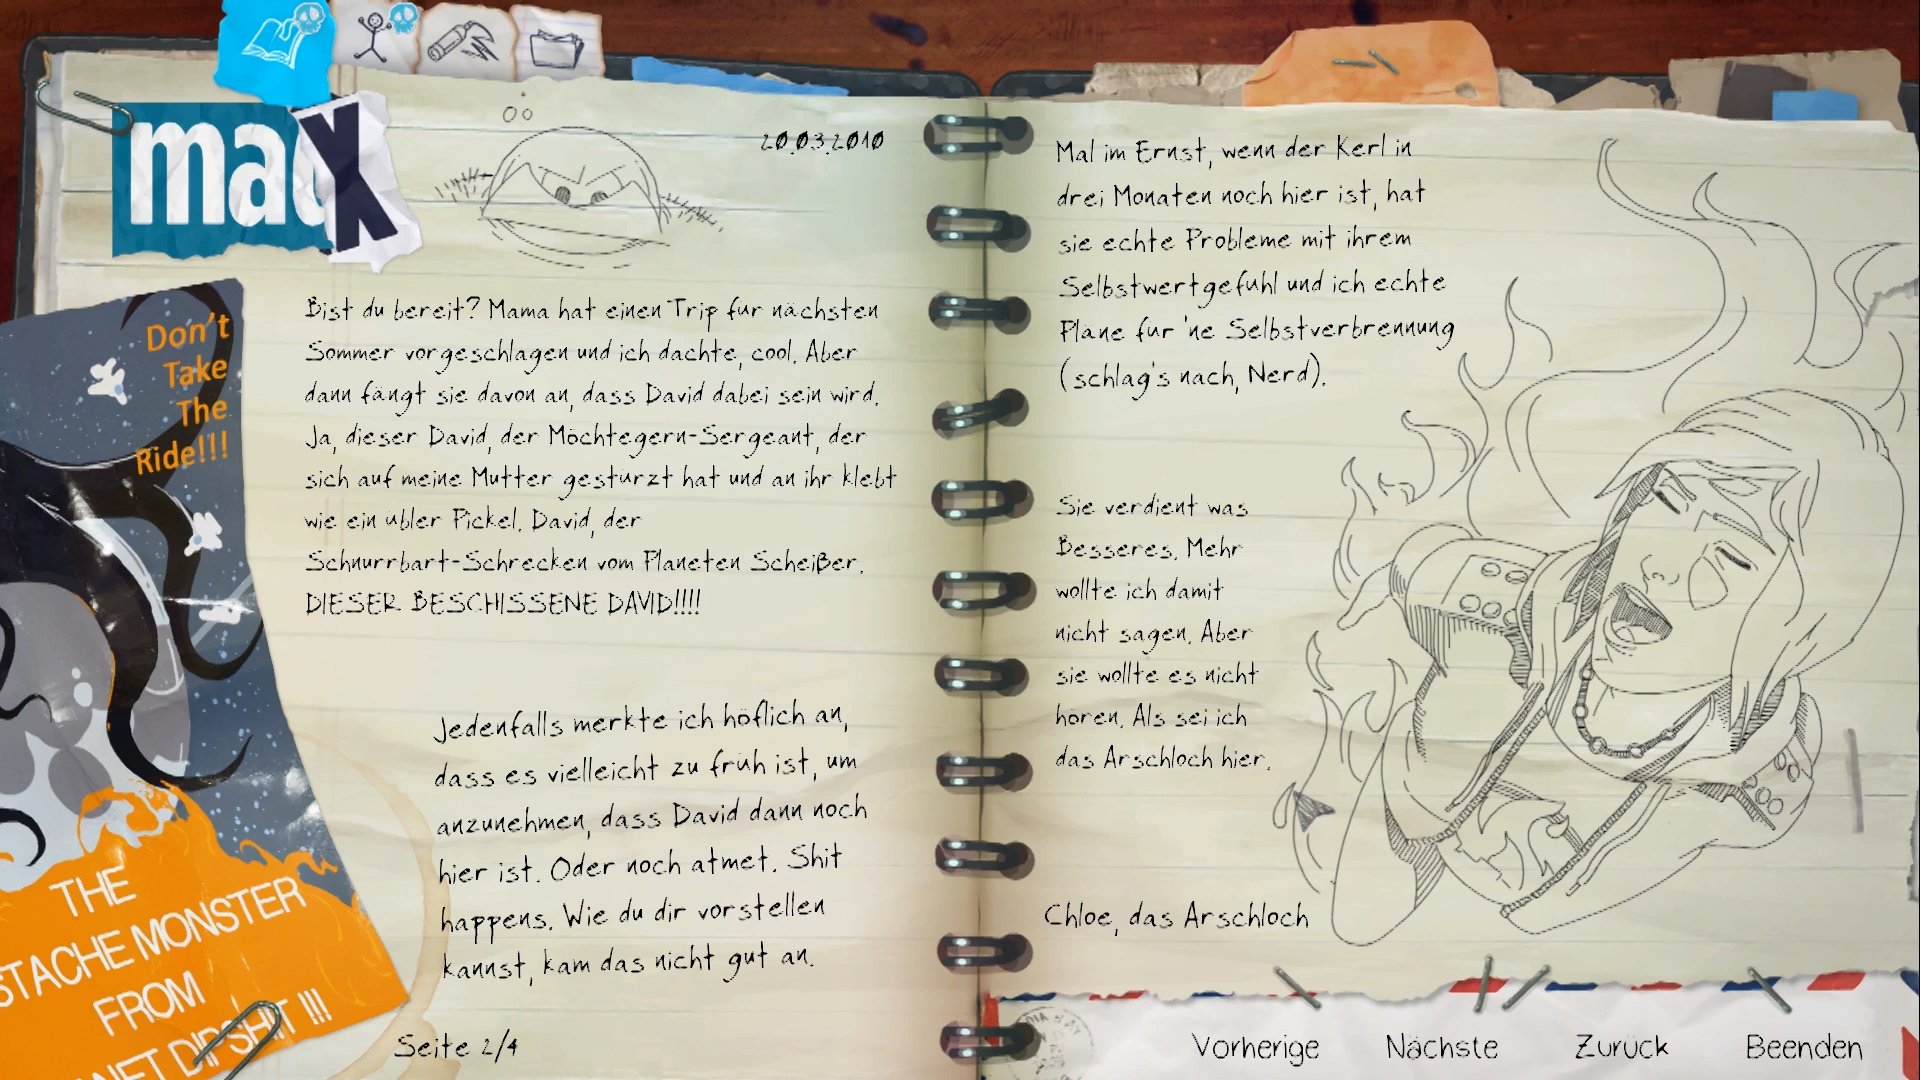 maX
20.03.2010
Don't
Take
The
Ride!!!
Bist du bereit? Mama hat einen Trip für nächsten
Sommer vorgeschlagen und ich dachte, cool. Aber
dann fängt sie davon an, dass David dabei sein wird.
Ja, dieser David, der Möchtegern-Sergeant, der
sich auf meine Mutter gestürzt hat und an ihr klebt
wie ein übler Pickel. David, der
Schnurrbart-Schrecken vom Planeten Scheißer.
DIESER BESCHISSENE DAVID!!!!
Jedenfalls merkte ich höflich an,
dass es vielleicht zu früh ist, um
anzunehmen, dass David dann noch
hier ist. Oder noch atmet. Shit
happens. Wie du dir vorstellen
kannst, kam das nicht gut an.
THE
STACHE MONSTER
FROM
NET DIPSHIT !!!
Seite 2/4
Mal im Ernst, wenn der Kerl in
drei Monaten noch hier ist, hat
sie echte Probleme mit ihrem
Selbstwertgefühl und ich echte
Pläne für 'ne Selbstverbrennung
(schlag's nach, Nerd).
Sie verdient was
Besseres. Mehr
wollte ich damit
nicht sagen. Aber
sie wollte es nicht
hören. Als sei ich
das Arschloch hier.
Chloe, das Arschloch
Vorherige Nächste Zurück Beenden